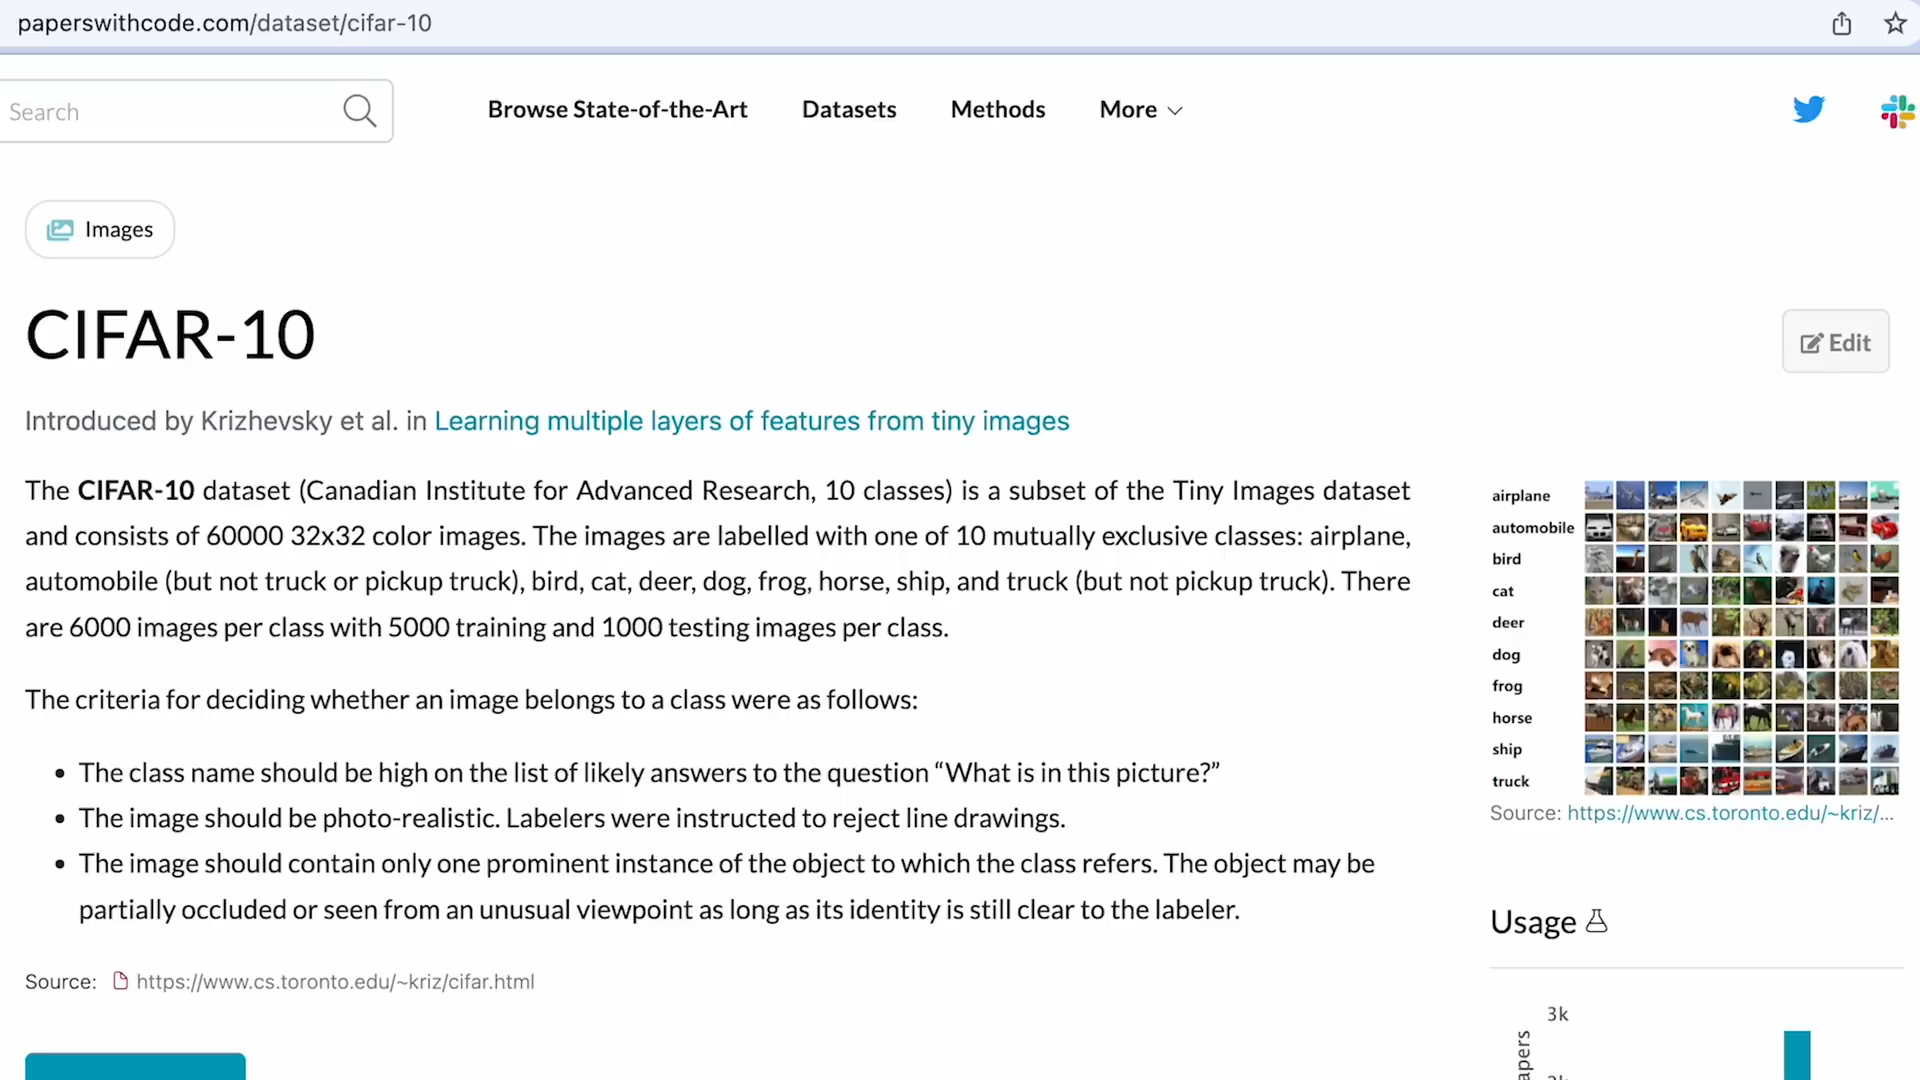 paperswithcode.com/dataset/cifar-10
Search
Browse State-of-the-Art
Datasets
Methods
More
Images
CIFAR-10
Edit
Introduced by Krizhevsky et al. in Learning multiple layers of features from tiny images
The CIFAR-10 dataset (Canadian Institute for Advanced Research, 10 classes) is a subset of the Tiny Images dataset
and consists of 60000 32x32 color images. The images are labelled with one of 10 mutually exclusive classes: airplane,
automobile (but not truck or pickup truck), bird, cat, deer, dog, frog, horse, ship, and truck (but not pickup truck). There
are 6000 images per class with 5000 training and 1000 testing images per class.
The criteria for deciding whether an image belongs to a class were as follows:
• The class name should be high on the list of likely answers to the question “What is in this picture?”
• The image should be photo-realistic. Labelers were instructed to reject line drawings.
• The image should contain only one prominent instance of the object to which the class refers. The object may be
partially occluded or seen from an unusual viewpoint as long as its identity is still clear to the labeler.
Source: https://www.cs.toronto.edu/~kriz/cifar.html
airplane
automobile
bird
cat
deer
dog
frog
horse
ship
truck
Source: https://www.cs.toronto.edu/~kriz/...
Usage
3k